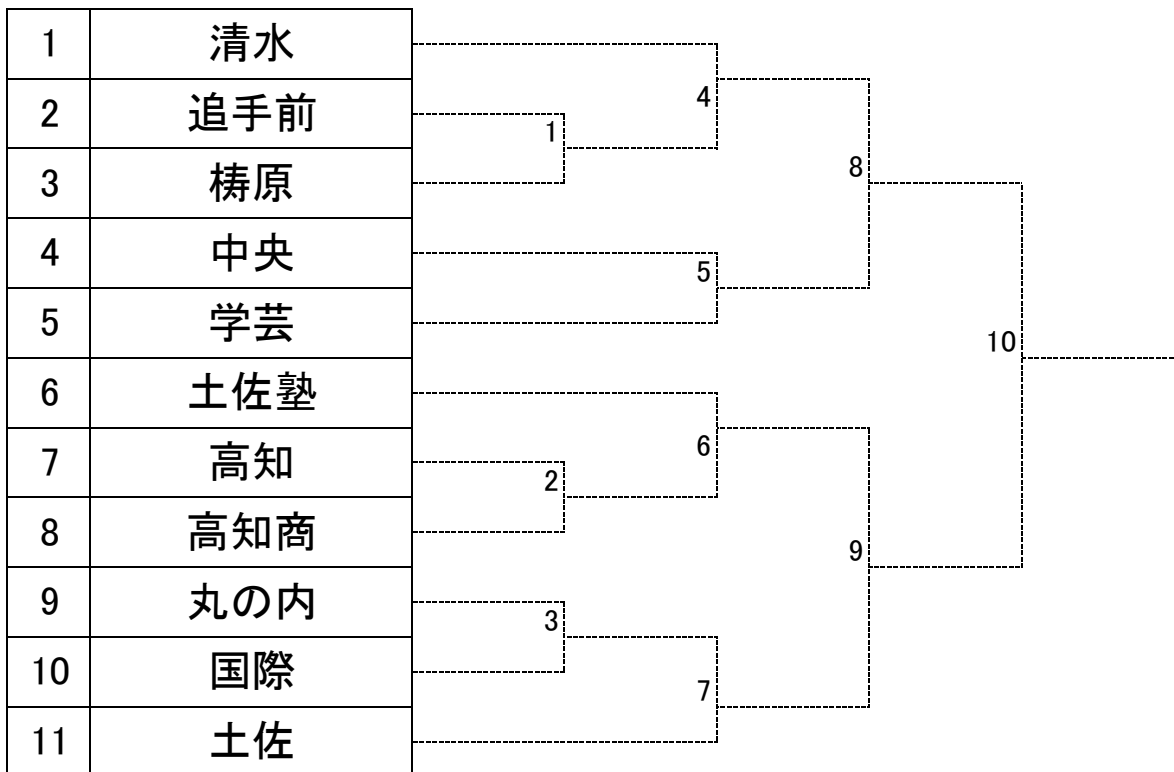 1 清水
2 追手前
3 梼原
4 中央
5 学芸
6 土佐塾
7 高知
8 高知商
9 丸の内
10 国際
11 土佐
1
2
3
4
5
6
7
8
9
10